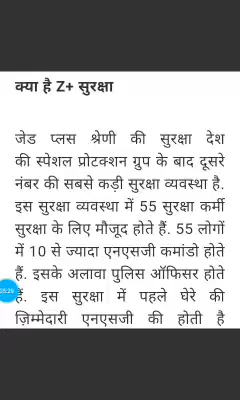 क्या है Z+ सुरक्षा
जेड प्लस श्रेणी की सुरक्षा देश
की स्पेशल प्रोटक्शन ग्रुप के बाद दूसरे
नंबर की सबसे कड़ी सुरक्षा व्यवस्था है.
इस सुरक्षा व्यवस्था में 55 सुरक्षा कर्मी
सुरक्षा के लिए मौजूद होते हैं. 55 लोगों
में 10 से ज्यादा एनएसजी कमांडो होते
हैं. इसके अलावा पुलिस ऑफिसर होते
हैं. इस सुरक्षा में पहले घेरे की
ज़िम्मेदारी एनएसजी की होती है